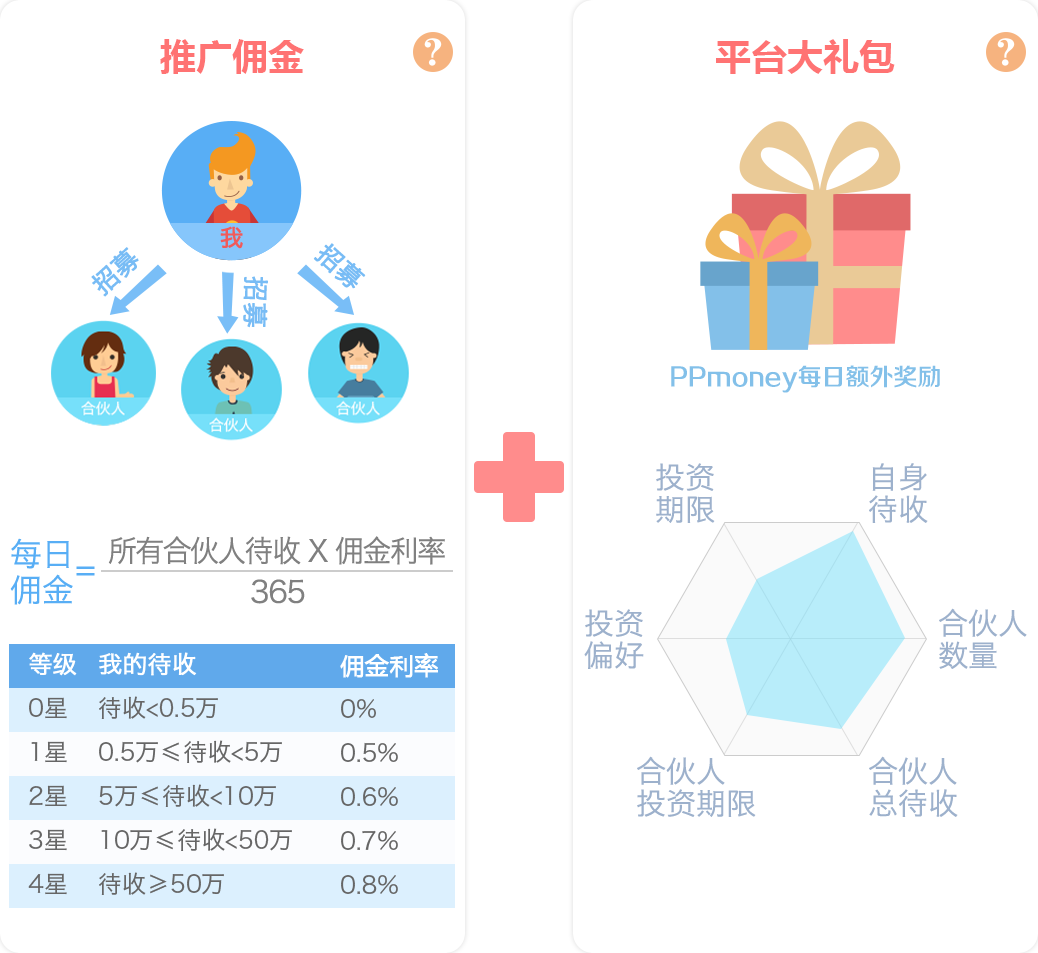 推广佣金
?
我
招募
招募
招募
合伙人
合伙人
合伙人
每日
佣金
=
所有合伙人待收 X 佣金利率
365
等级 我的待收 佣金利率
0星 待收<0.5万 0%
1星 0.5万≤待收<5万 0.5%
2星 5万≤待收<10万 0.6%
3星 10万≤待收<50万 0.7%
4星 待收≥50万 0.8%
平台大礼包
?
PPmoney每日额外奖励
投资
期限
自身
待收
投资
偏好
合伙人
数量
合伙人
投资期限
合伙人
总待收